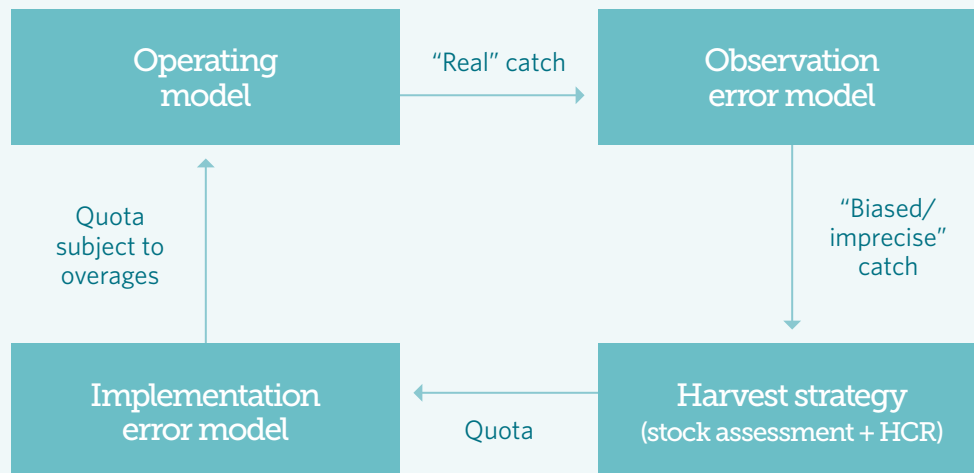 Operating
model
“Real” catch
Observation
error model
Quota
subject to
overages
“Biased/
imprecise”
catch
Implementation
error model
Quota
Harvest strategy
(stock assessment + HCR)